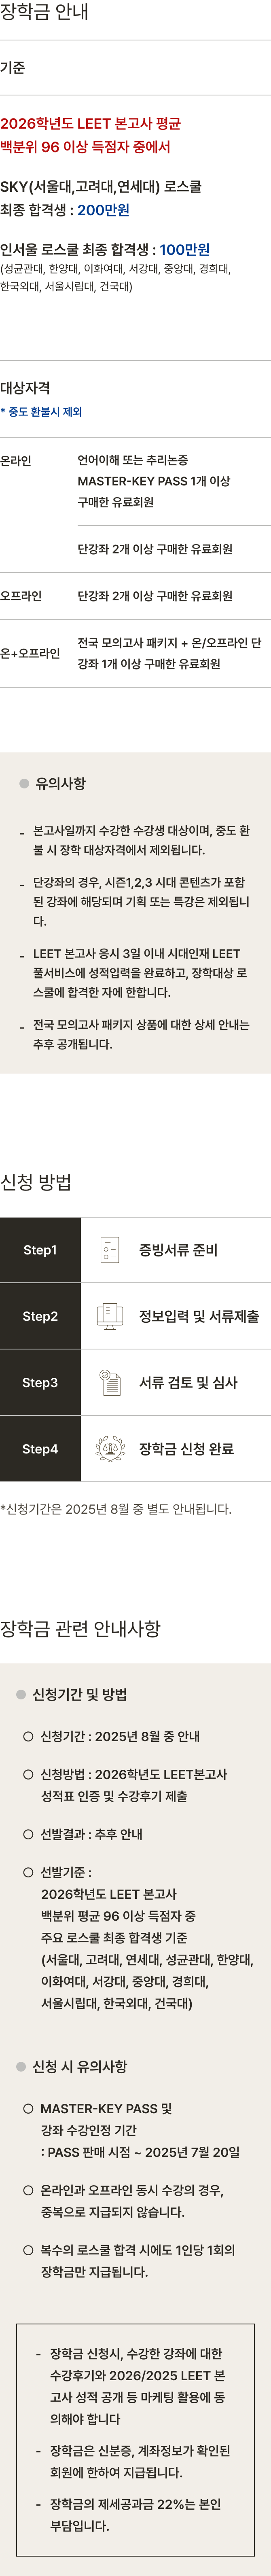 장학금 안내
기준
2026학년도 LEET 본고사 평균
백분위 96 이상 득점자 중에서
SKY(서울대,고려대,연세대) 로스쿨
최종 합격생 : 200만원
인서울 로스쿨 최종 합격생 : 100만원
(성균관대, 한양대, 이화여대, 서강대, 중앙대, 경희대,
한국외대, 서울시립대, 건국대)
대상자격
* 중도 환불시 제외
온라인
언어이해 또는 추리논증
MASTER-KEY PASS 1개 이상
구매한 유료회원
단강좌 2개 이상 구매한 유료회원
오프라인
단강좌 2개 이상 구매한 유료회원
온+오프라인
전국 모의고사 패키지 + 온/오프라인 단
강좌 1개 이상 구매한 유료회원
유의사항
- 본고사일까지 수강한 수강생 대상이며, 중도 환
불 시 장학 대상자격에서 제외됩니다.
- 단강좌의 경우, 시즌1,2,3 시대 콘텐츠가 포함
된 강좌에 해당되며 기획 또는 특강은 제외됩니
다.
- LEET 본고사 응시 3일 이내 시대인재 LEET
풀서비스에 성적입력을 완료하고, 장학대상 로
스쿨에 합격한 자에 한합니다.
- 전국 모의고사 패키지 상품에 대한 상세 안내는
추후 공개됩니다.
신청 방법
Step1 증빙서류 준비
Step2 정보입력 및 서류제출
Step3 서류 검토 및 심사
Step4 장학금 신청 완료
*신청기간은 2025년 8월 중 별도 안내됩니다.
장학금 관련 안내사항
신청기간 및 방법
신청기간 : 2025년 8월 중 안내
신청방법 : 2026학년도 LEET본고사
성적표 인증 및 수강후기 제출
선발결과 : 추후 안내
선발기준 :
2026학년도 LEET 본고사
백분위 평균 96 이상 득점자 중
주요 로스쿨 최종 합격생 기준
(서울대, 고려대, 연세대, 성균관대, 한양대,
이화여대, 서강대, 중앙대, 경희대,
서울시립대, 한국외대, 건국대)
신청 시 유의사항
MASTER-KEY PASS 및
강좌 수강인정 기간
: PASS 판매 시점 ~ 2025년 7월 20일
온라인과 오프라인 동시 수강의 경우,
중복으로 지급되지 않습니다.
복수의 로스쿨 합격 시에도 1인당 1회의
장학금만 지급됩니다.
- 장학금 신청시, 수강한 강좌에 대한
수강후기와 2026/2025 LEET 본
고사 성적 공개 등 마케팅 활용에 동
의해야 합니다
- 장학금은 신분증, 계좌정보가 확인된
회원에 한하여 지급됩니다.
- 장학금의 제세공과금 22%는 본인
부담입니다.